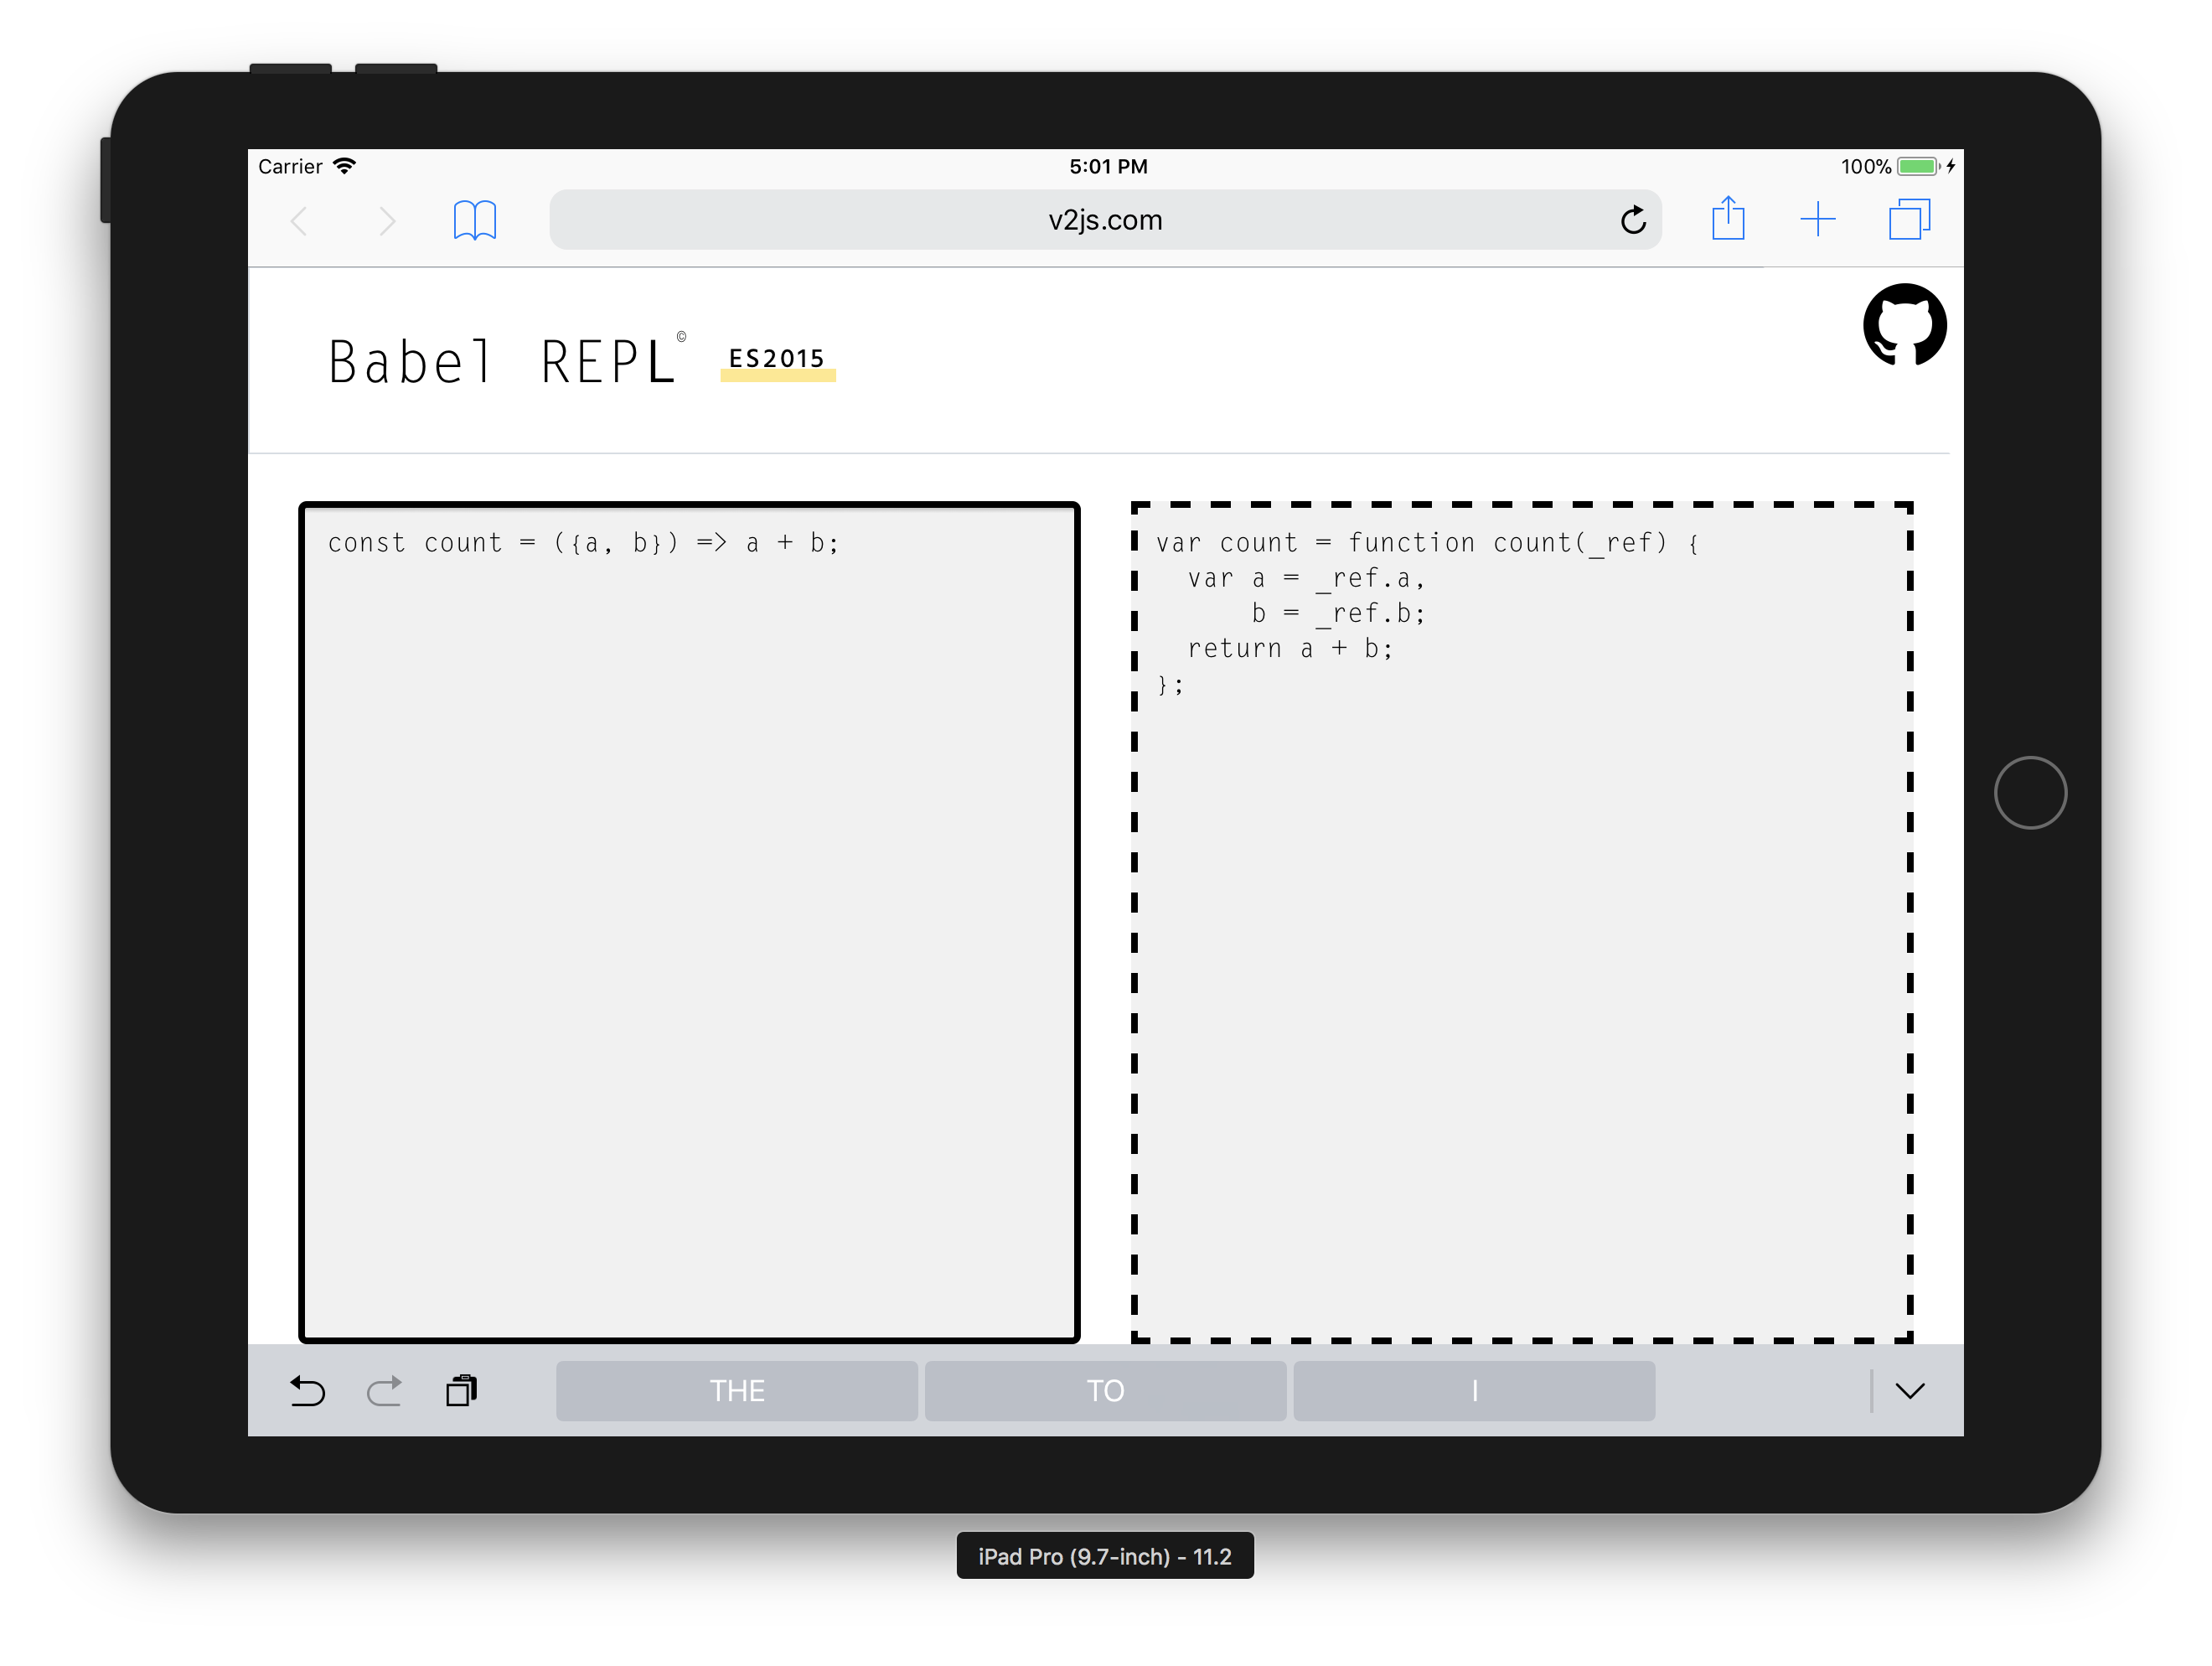 Carrier 5:01 PM 100%
v2js.com
Babel REPL© ES2015
const count = ({a, b}) => a + b;
var count = function count(_ref) {
  var a = _ref.a,
      b = _ref.b;
  return a + b;
};
THE TO I
iPad Pro (9.7-inch) - 11.2